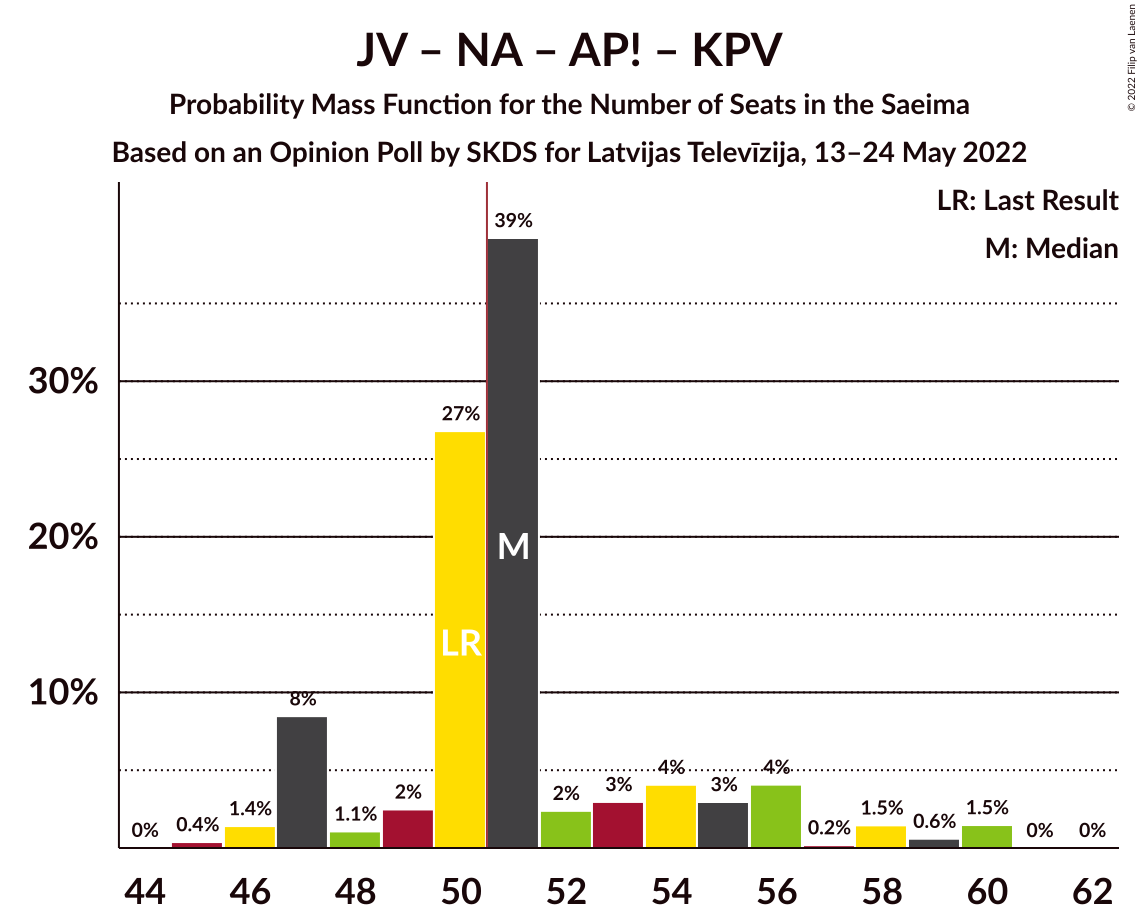 JV – NA – AP! – KPV
Probability Mass Function for the Number of Seats in the Saeima
Based on an Opinion Poll by SKDS for Latvijas Televīzija, 13–24 May 2022
© 2022 Filip van Laenen
LR: Last Result
M: Median
39%
30%
27%
20%
M
LR
10%
8%
4%
4%
3%
3%
2%
2%
1.4%
1.5%
1.5%
1.1%
0.4%
0.6%
0.2%
0%
0%
0%
44 46 48 50 52 54 56 58 60 62